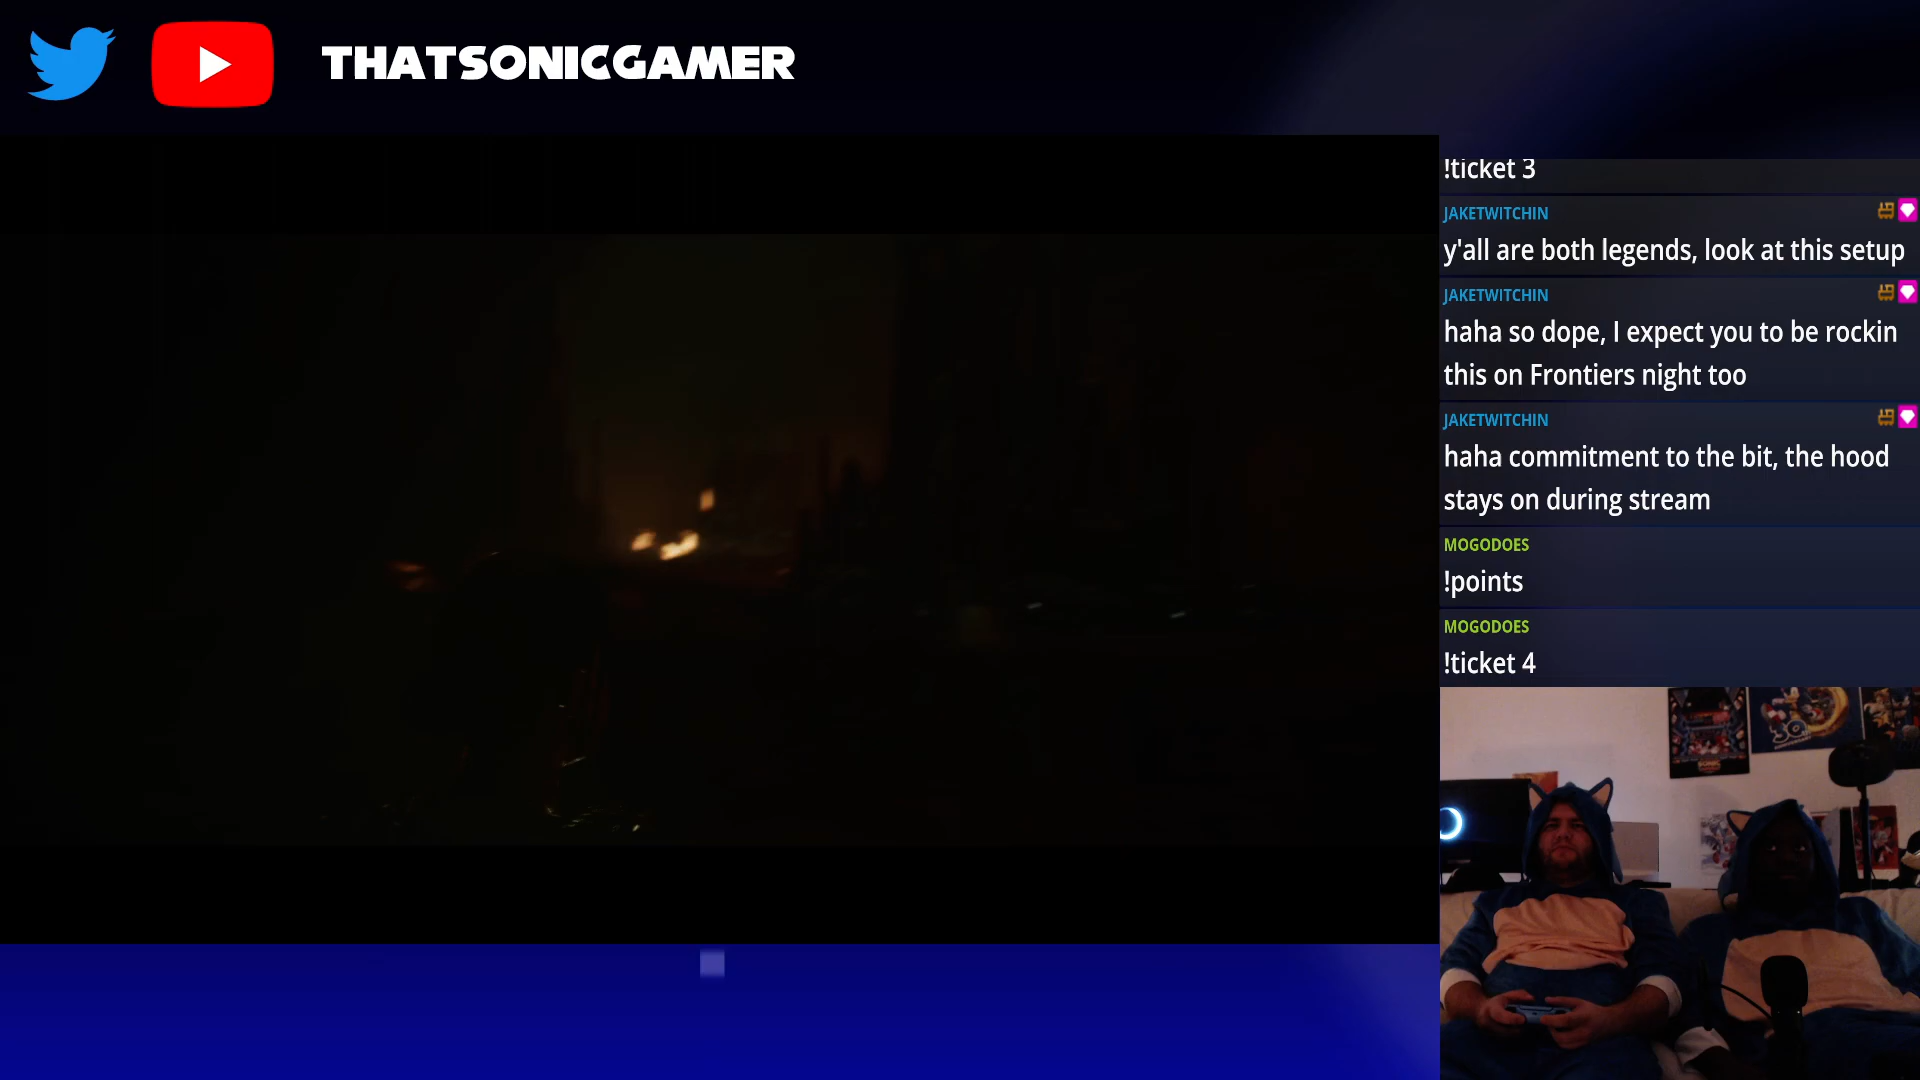 THATSONICGAMER
!ticket 3
JAKETWITCHIN
y'all are both legends, look at this setup
JAKETWITCHIN
haha so dope, I expect you to be rockin
this on Frontiers night too
JAKETWITCHIN
haha commitment to the bit, the hood
stays on during stream
MOGODOES
!points
MOGODOES
!ticket 4
30